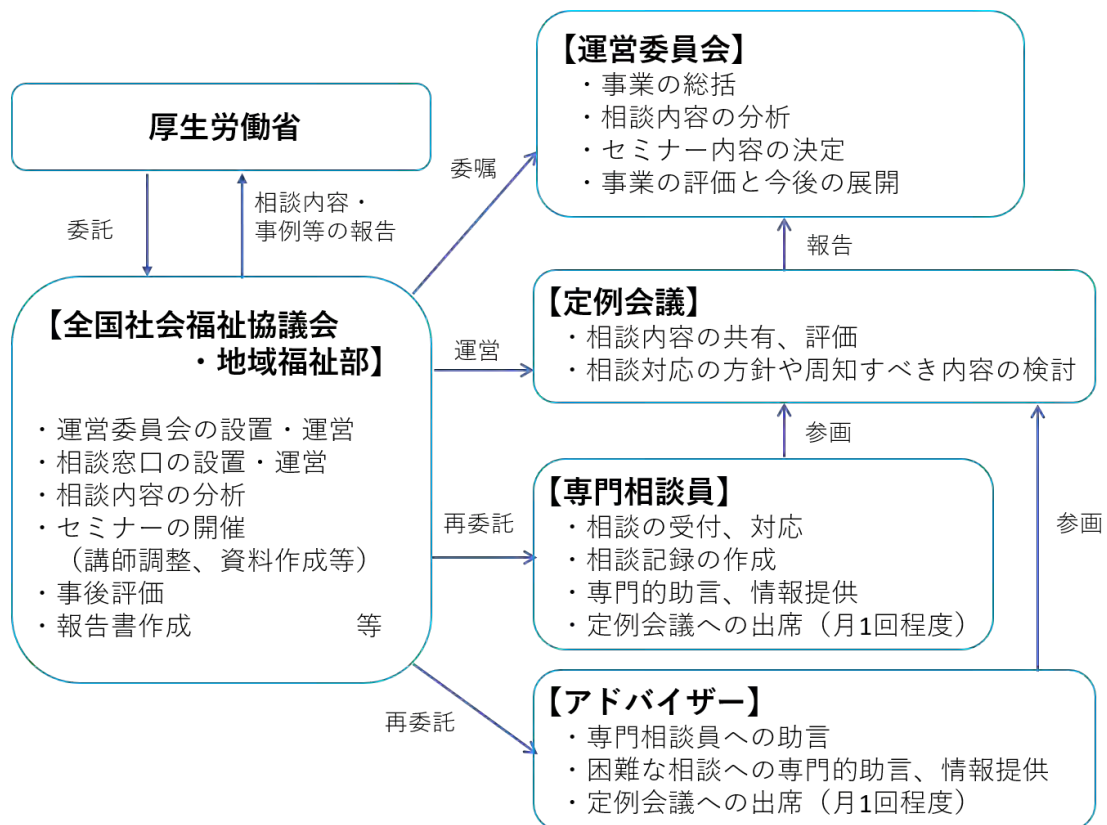 厚生労働省
委託
相談内容・
事例等の報告
【全国社会福祉協議会
・地域福祉部】
・運営委員会の設置・運営
・相談窓口の設置・運営
・相談内容の分析
・セミナーの開催
（講師調整、資料作成等）
・事後評価
・報告書作成　　　　　　等
委嘱
【運営委員会】
・事業の総括
・相談内容の分析
・セミナー内容の決定
・事業の評価と今後の展開
報告
運営
【定例会議】
・相談内容の共有、評価
・相談対応の方針や周知すべき内容の検討
参画
再委託
【専門相談員】
・相談の受付、対応
・相談記録の作成
・専門的助言、情報提供
・定例会議への出席（月1回程度）
参画
再委託
【アドバイザー】
・専門相談員への助言
・困難な相談への専門的助言、情報提供
・定例会議への出席（月1回程度）